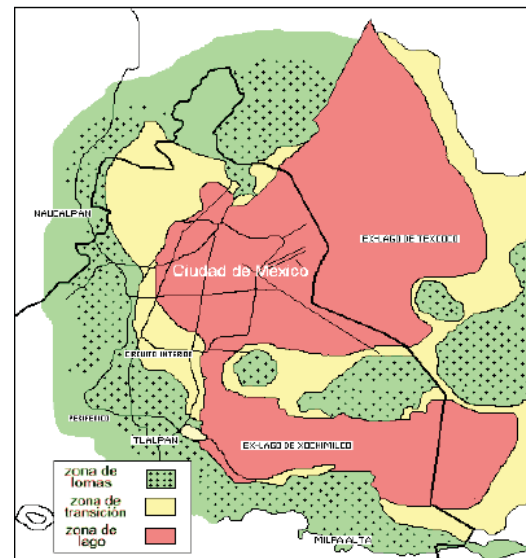 NAUCALPAN
EX-LAGO DE TEXCOCO
Ciudad de México
CIRCUITO INTERIOR
PERIFERICO
TLALPAN
EX-LAGO DE XOCHIMILCO
MILPA ALTA
zona de
lomas
zona de
transición
zona de
lago